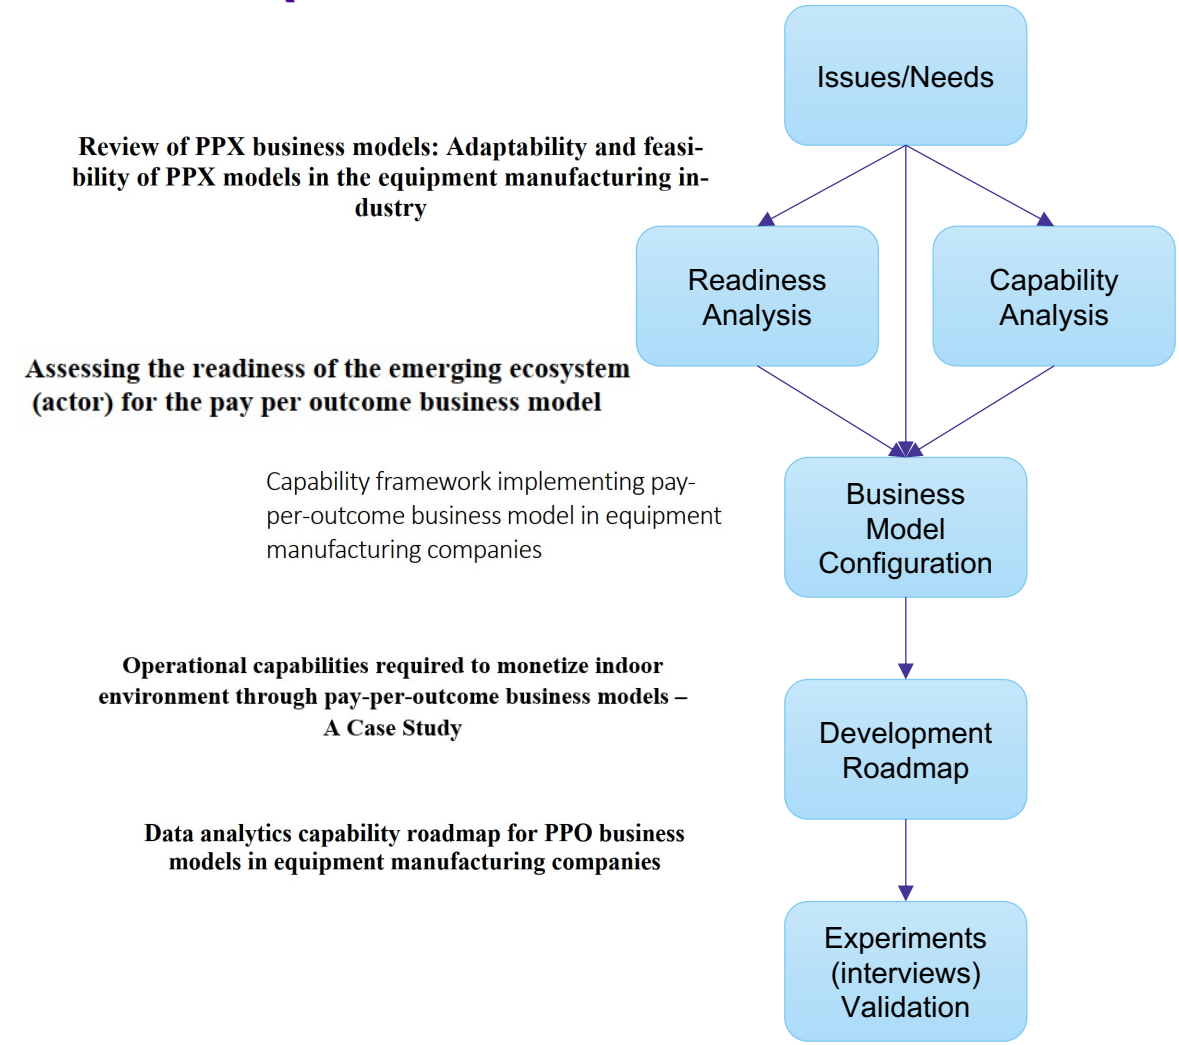 Issues/Needs
Review of PPX business models: Adaptability and feasi-
bility of PPX models in the equipment manufacturing in-
dustry
Readiness
Analysis
Capability
Analysis
Assessing the readiness of the emerging ecosystem
(actor) for the pay per outcome business model
Capability framework implementing pay-
per-outcome business model in equipment
manufacturing companies
Business
Model
Configuration
Operational capabilities required to monetize indoor
environment through pay-per-outcome business models –
A Case Study
Development
Roadmap
Data analytics capability roadmap for PPO business
models in equipment manufacturing companies
Experiments
(interviews)
Validation